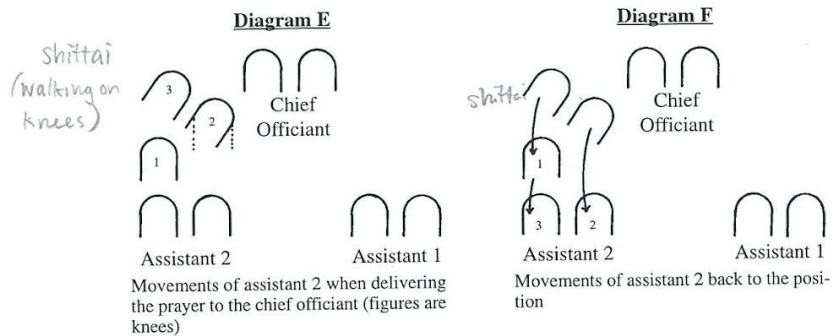 Diagram E
shittai
(walking on
knees)
3
2
1
Chief
Officiant
Assistant 2
Assistant 1
Movements of assistant 2 when delivering
the prayer to the chief officiant (figures are
knees)
Diagram F
shittai
Chief
Officiant
1
3
2
Assistant 2
Assistant 1
Movements of assistant 2 back to the posi-
tion